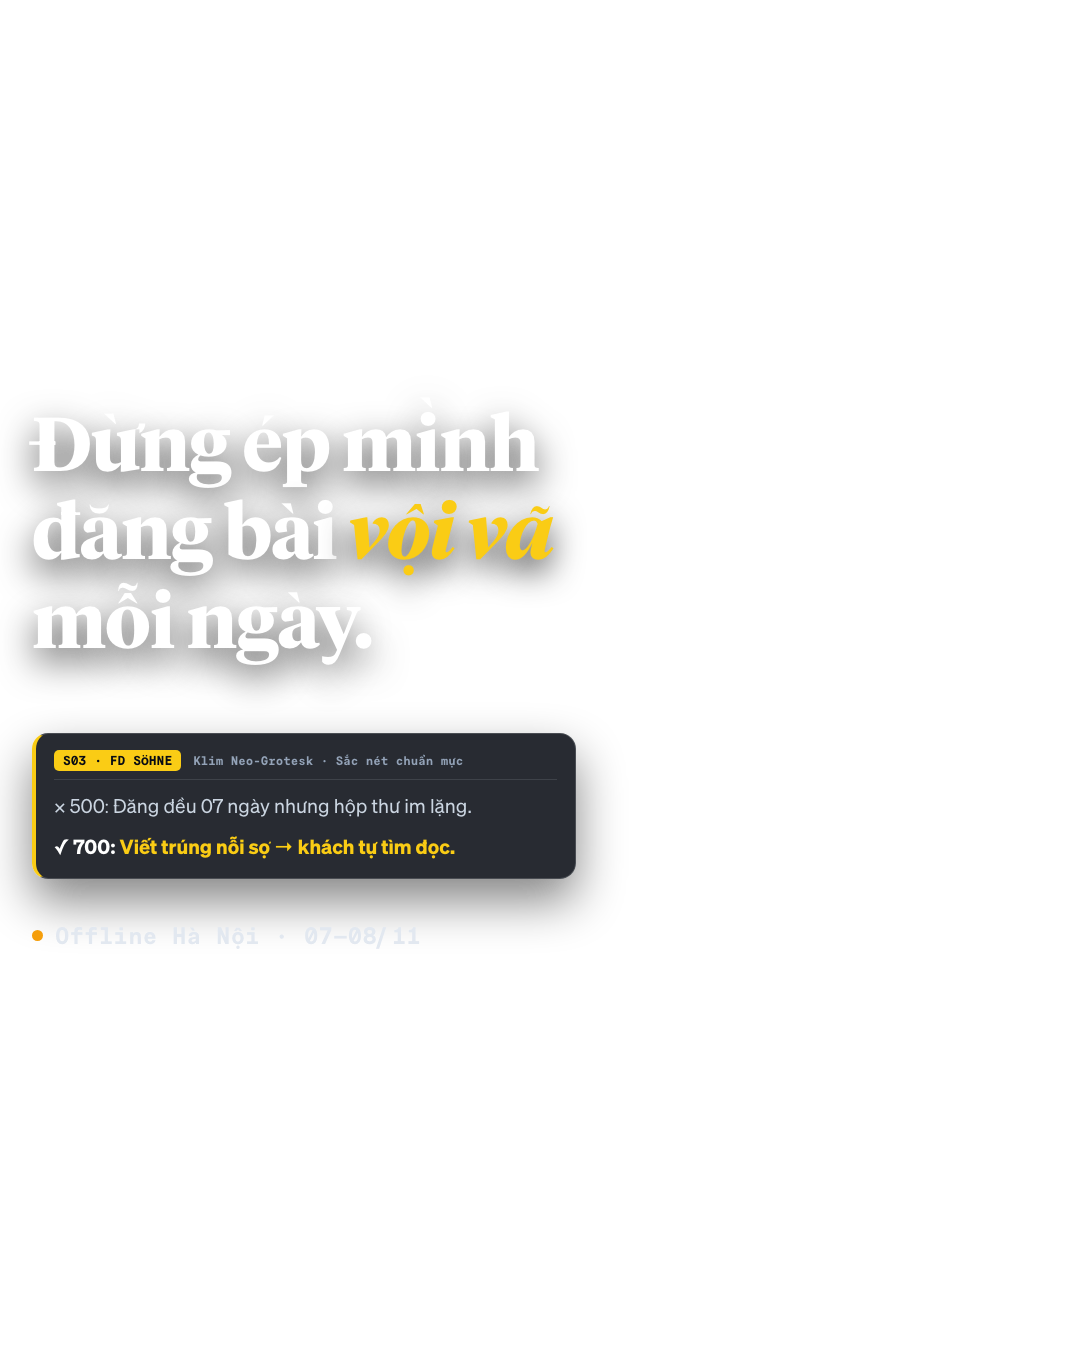 Đừng ép mình
đăng bài vội vã
mỗi ngày.
S03 · FD SÖHNE Klim Neo-Grotesk · Sắc nét chuẩn mực
× 500: Đăng dều 07 ngày nhưng hộp thư im lặng.
✓ 700: Viết trúng nỗi sợ → khách tự tìm dọc.
Offline Hà Nội · 07–08/11